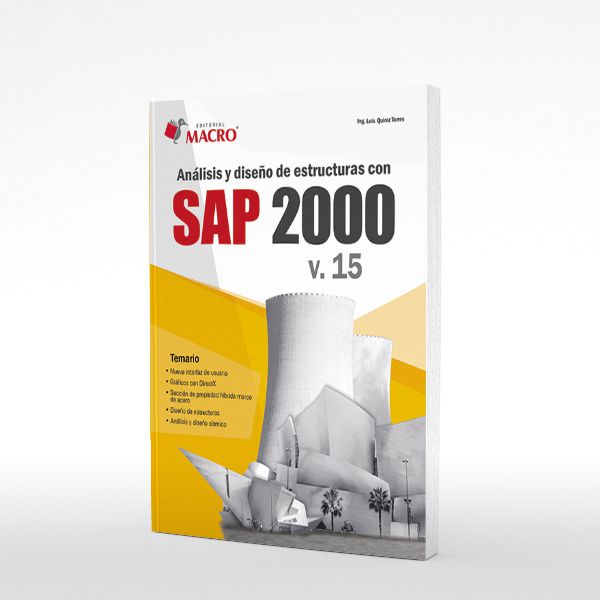 EDITORIAL
MACRO®
Ing. Luis Quiroz Torres
Análisis y diseño de estructuras con
SAP 2000
v. 15
Temario
• Nueva interfaz de usuario
• Gráficos con DirectX
• Sección de propiedad híbrida marco
de acero
• Diseño de estructuras
• Análisis y diseño sísmico